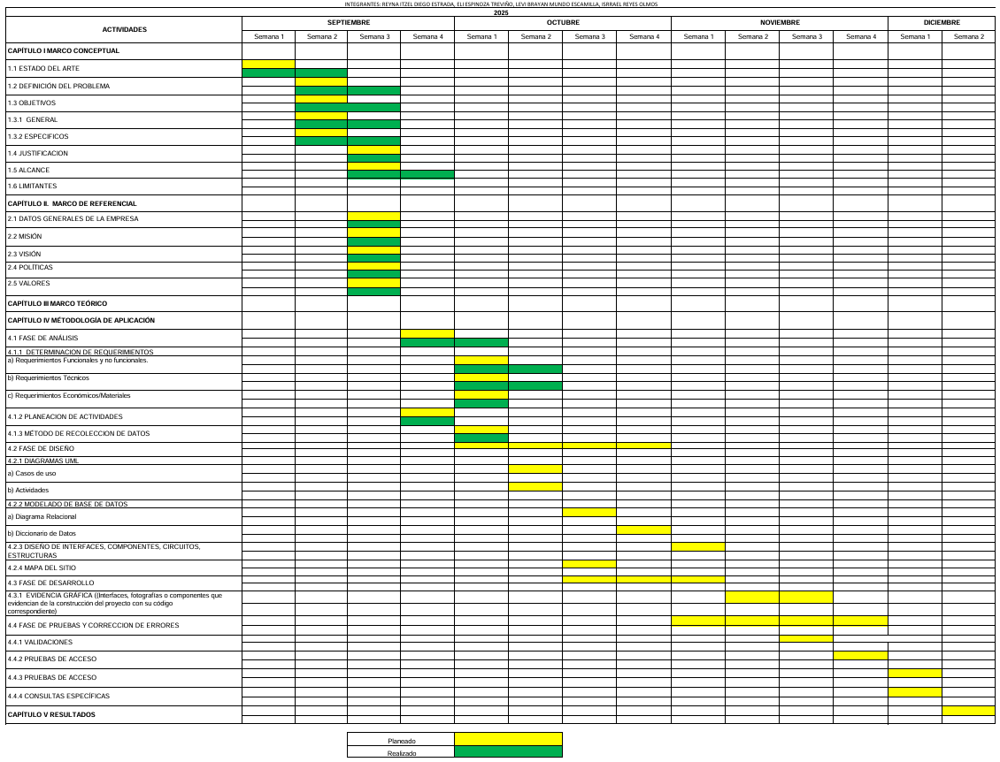 INTEGRANTES: REYNA ITZEL DIEGO ESTRADA, ELI ESPINOZA TREVIÑO, LEVI BRAYAN MUNDO ESCAMILLA, ISRRAEL REYES OLMOS
2025
ACTIVIDADES
SEPTIEMBRE OCTUBRE NOVIEMBRE DICIEMBRE
Semana 1 Semana 2 Semana 3 Semana 4 Semana 1 Semana 2 Semana 3 Semana 4 Semana 1 Semana 2 Semana 3 Semana 4 Semana 1 Semana 2
CAPÍTULO I MARCO CONCEPTUAL
1.1 ESTADO DEL ARTE
1.2 DEFINICIÓN DEL PROBLEMA
1.3 OBJETIVOS
1.3.1 GENERAL
1.3.2 ESPECIFICOS
1.4 JUSTIFICACION
1.5 ALCANCE
1.6 LIMITANTES
CAPÍTULO II. MARCO DE REFERENCIAL
2.1 DATOS GENERALES DE LA EMPRESA
2.2 MISIÓN
2.3 VISIÓN
2.4 POLÍTICAS
2.5 VALORES
CAPÍTULO III MARCO TEÓRICO
CAPÍTULO IV MÉTODOLOGÍA DE APLICACIÓN
4.1 FASE DE ANÁLISIS
4.1.1 DETERMINACION DE REQUERIMIENTOS
a) Requerimientos Funcionales y no funcionales.
b) Requerimientos Técnicos
c) Requerimientos Económicos/Materiales
4.1.2 PLANEACION DE ACTIVIDADES
4.1.3 MÉTODO DE RECOLECCION DE DATOS
4.2 FASE DE DISEÑO
4.2.1 DIAGRAMAS UML
a) Casos de uso
b) Actividades
4.2.2 MODELADO DE BASE DE DATOS
a) Diagrama Relacional
b) Diccionario de Datos
4.2.3 DISEÑO DE INTERFACES, COMPONENTES, CIRCUITOS,
ESTRUCTURAS
4.2.4 MAPA DEL SITIO
4.3 FASE DE DESARROLLO
4.3.1 EVIDENCIA GRÁFICA ((Interfaces, fotografías o componentes que
evidencian de la construcción del proyecto con su código
correspondiente)
4.4 FASE DE PRUEBAS Y CORRECCION DE ERRORES
4.4.1 VALIDACIONES
4.4.2 PRUEBAS DE ACCESO
4.4.3 PRUEBAS DE ACCESO
4.4.4 CONSULTAS ESPECÍFICAS
CAPÍTULO V RESULTADOS
Planeado
Realizado